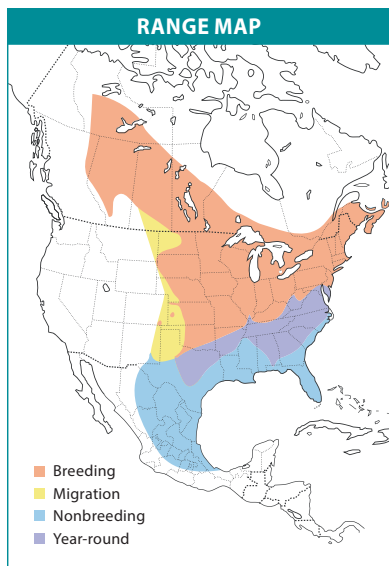 RANGE MAP
Breeding
Migration
Nonbreeding
Year-round